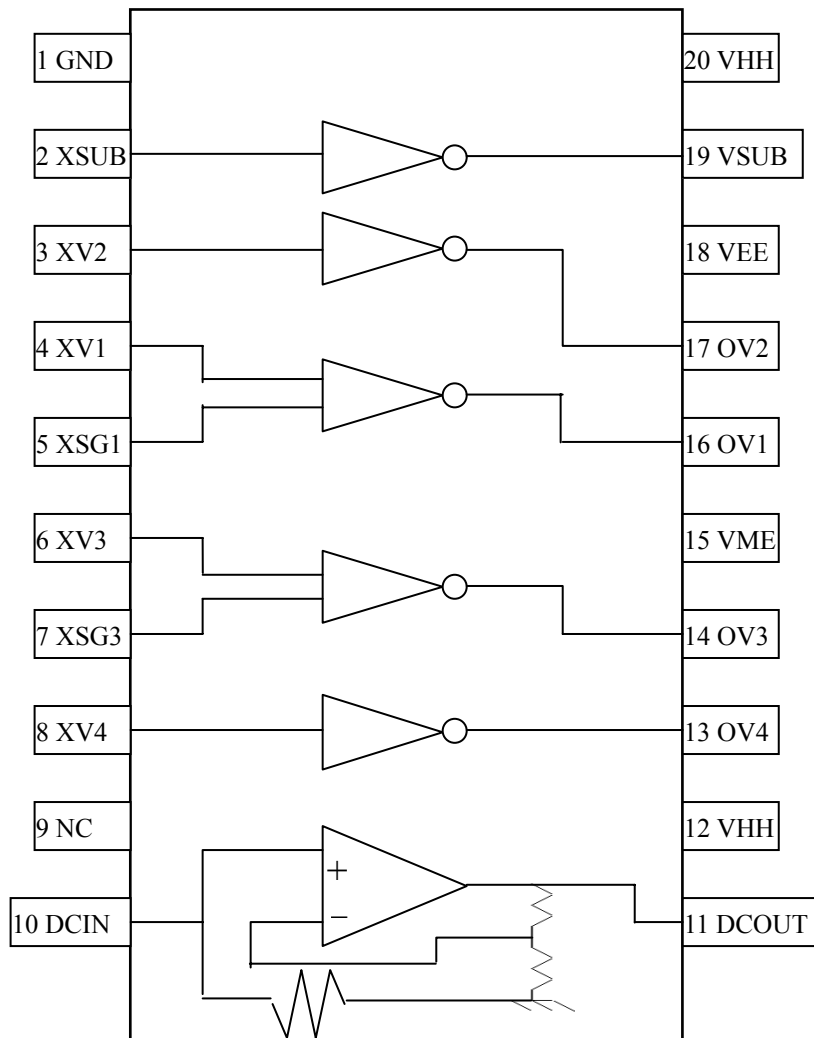 1 GND
20 VHH
2 XSUB
19 VSUB
3 XV2
18 VEE
4 XV1
17 OV2
5 XSG1
16 OV1
6 XV3
15 VME
7 XSG3
14 OV3
8 XV4
13 OV4
9 NC
12 VHH
+
−
10 DCIN
11 DCOUT